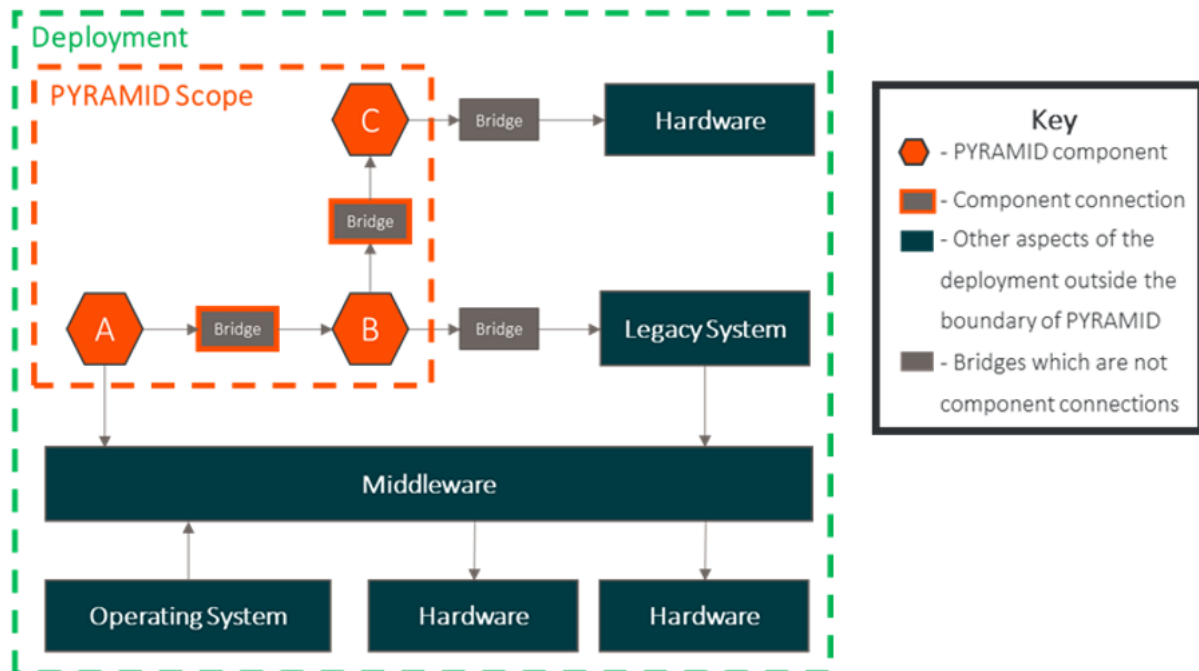 Deployment
PYRAMID Scope
C
Bridge
Hardware
Bridge
A
Bridge
B
Bridge
Legacy System
Middleware
Operating System
Hardware
Hardware
Key
- PYRAMID component
- Component connection
- Other aspects of the
deployment outside the
boundary of PYRAMID
- Bridges which are not
component connections